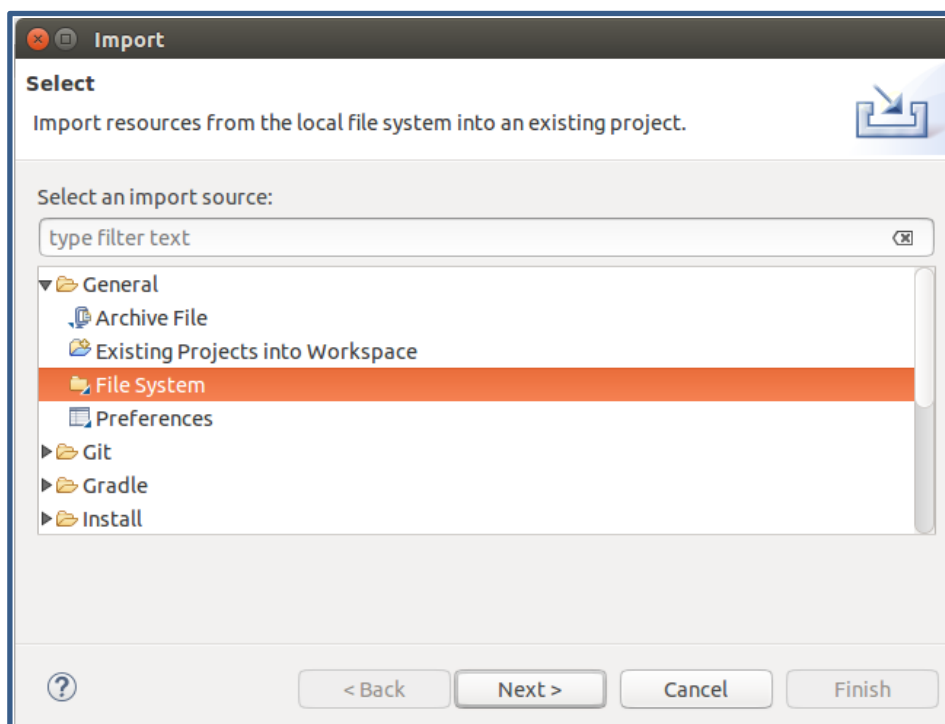 Import
Select
Import resources from the local file system into an existing project.
Select an import source:
type filter text
General
Archive File
Existing Projects into Workspace
File System
Preferences
Git
Gradle
Install
? < Back Next > Cancel Finish